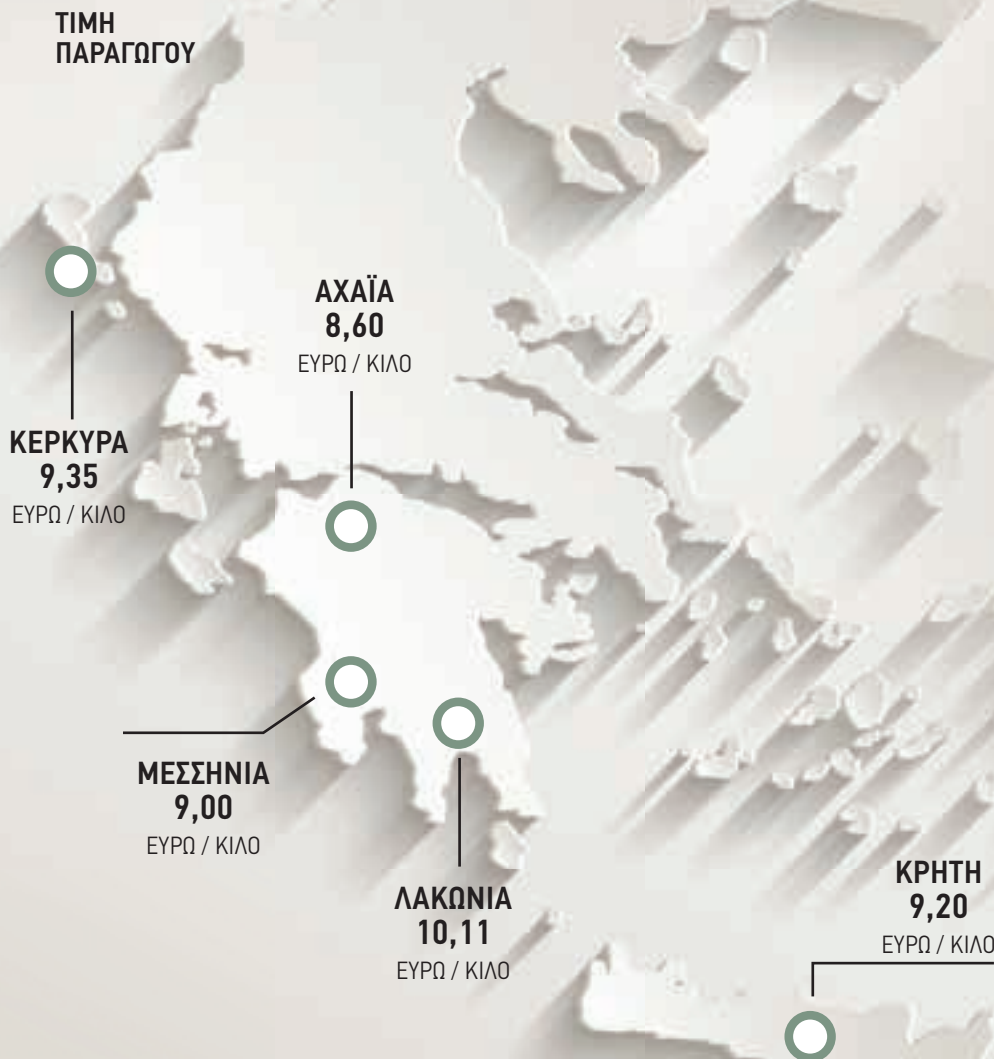 ΤΙΜΗ
ΠΑΡΑΓΩΓΟΥ
ΑΧΑΪΑ
8,60
ΕΥΡΩ / ΚΙΛΟ
ΚΕΡΚΥΡΑ
9,35
ΕΥΡΩ / ΚΙΛΟ
ΜΕΣΣΗΝΙΑ
9,00
ΕΥΡΩ / ΚΙΛΟ
ΛΑΚΩΝΙΑ
10,11
ΕΥΡΩ / ΚΙΛΟ
ΚΡΗΤΗ
9,20
ΕΥΡΩ / ΚΙΛΟ